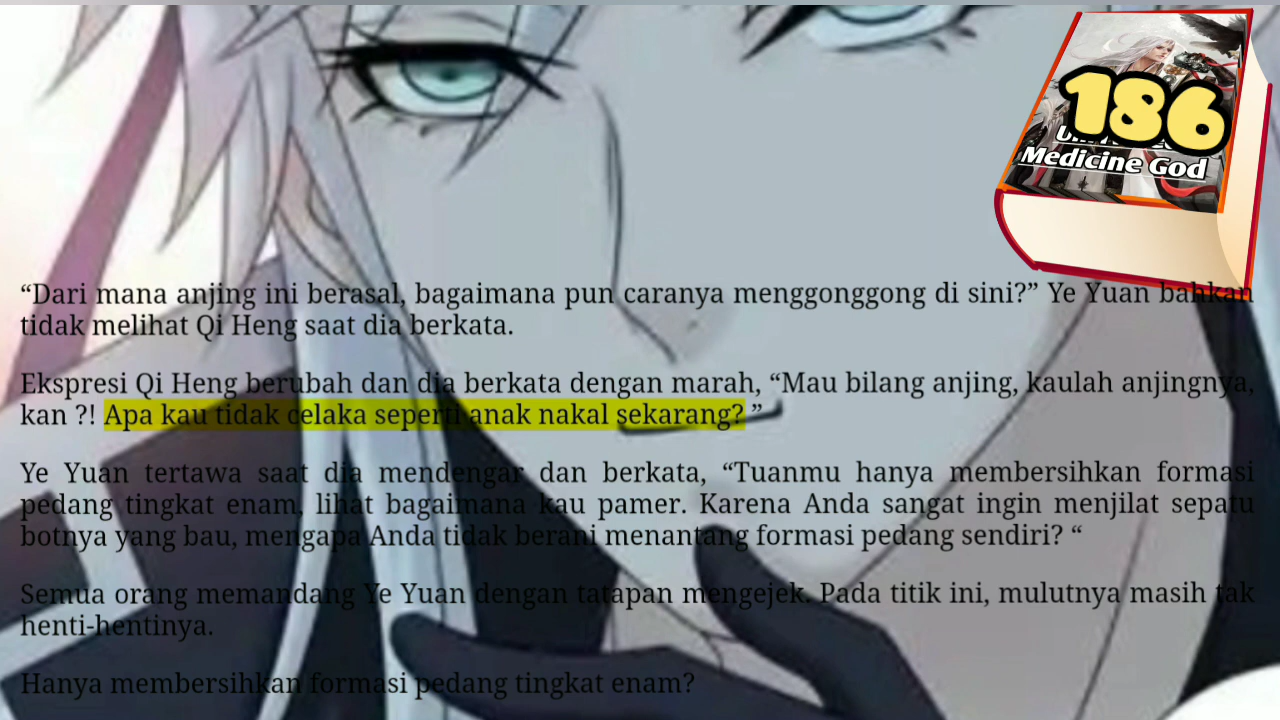 186
Medicine God
“Dari mana anjing ini berasal, bagaimana pun caranya menggonggong di sini?” Ye Yuan bahkan
tidak melihat Qi Heng saat dia berkata.
Ekspresi Qi Heng berubah dan dia berkata dengan marah, “Mau bilang anjing, kaulah anjingnya,
kan ?! Apa kau tidak celaka seperti anak nakal sekarang? ”
Ye Yuan tertawa saat dia mendengar dan berkata, “Tuanmu hanya membersihkan formasi
pedang tingkat enam, lihat bagaimana kau pamer. Karena Anda sangat ingin menjilat sepatu
botnya yang bau, mengapa Anda tidak berani menantang formasi pedang sendiri? “
Semua orang memandang Ye Yuan dengan tatapan mengejek. Pada titik ini, mulutnya masih tak
henti-hentinya.
Hanya membersihkan formasi pedang tingkat enam?